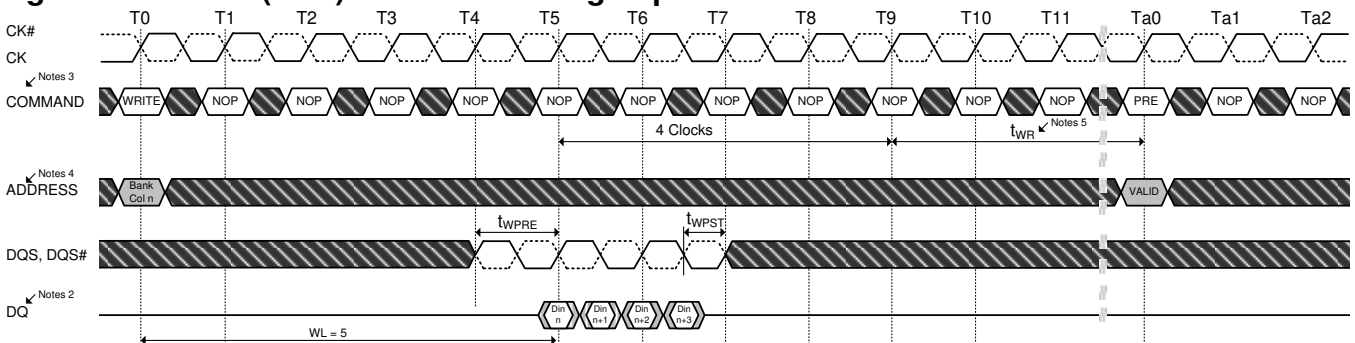 T0 T1 T2 T3 T4 T5 T6 T7 T8 T9 T10 T11 Ta0 Ta1 Ta2
CK#
CK
Notes 3
COMMAND WRITE NOP NOP NOP NOP NOP NOP NOP NOP NOP NOP NOP PRE NOP NOP
4 Clocks tWR Notes 5
Notes 4
ADDRESS Bank Col n VALID
tWPRE tWPST
DQS, DQS#
Notes 2
DQ Din n Din n+1 Din n+2 Din n+3
WL = 5